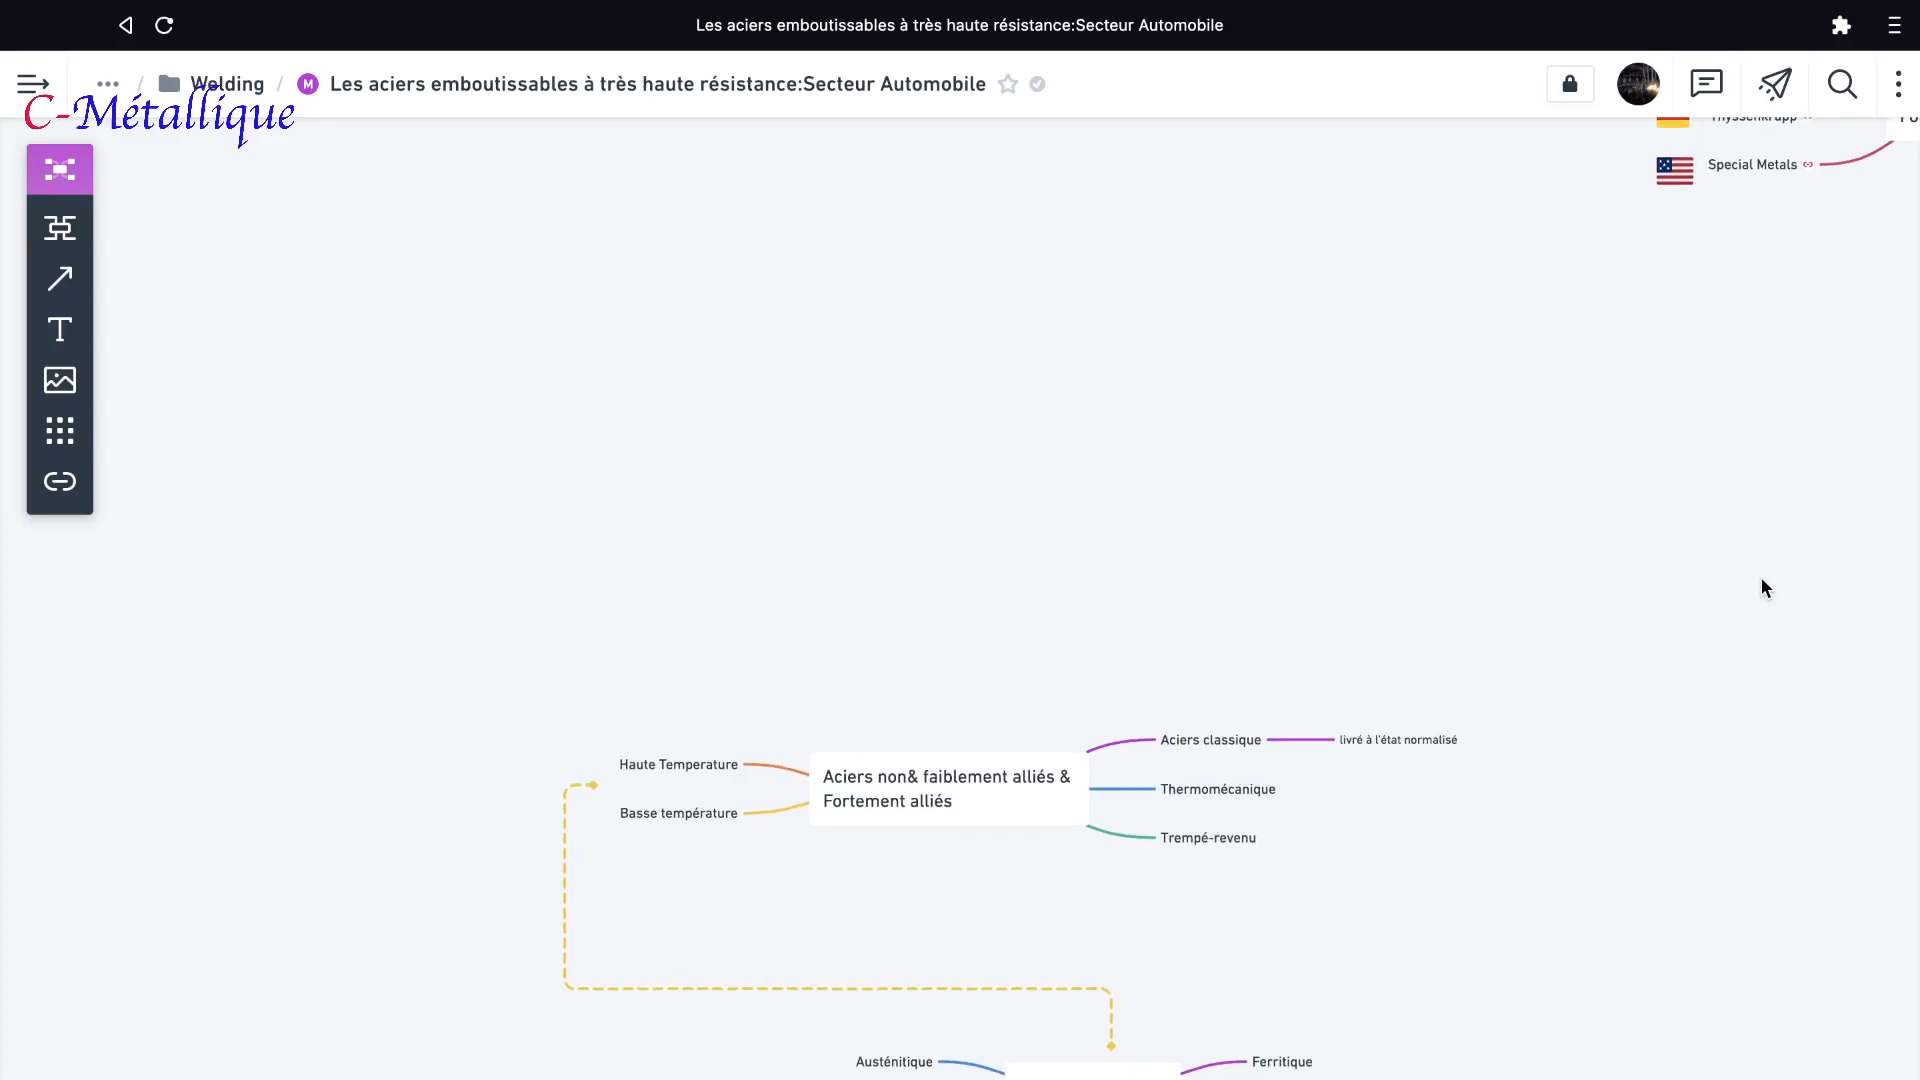 Les aciers emboutissables à très haute résistance:Secteur Automobile
Welding / M Les aciers emboutissables à très haute résistance:Secteur Automobile
C-Métallique
Special Metals
Aciers classique
livré à l'état normalisé
Haute Temperature
Aciers non& faiblement alliés &
Fortement alliés
Thermomécanique
Basse température
Trempé-revenu
Austénitique
Ferritique